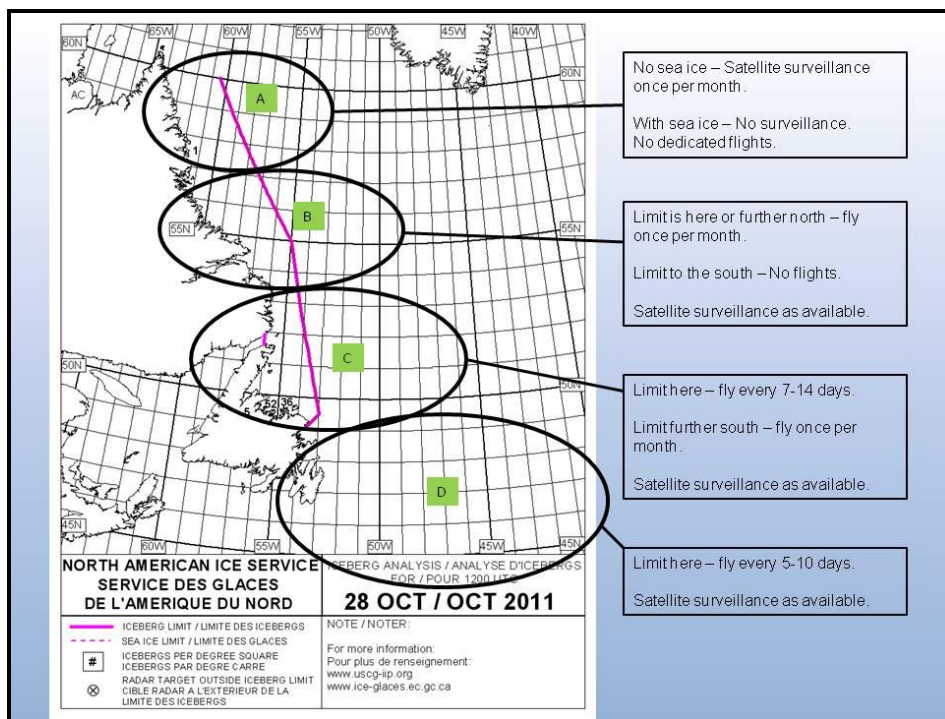 65W
60W
55W
50W
45W
40W
60N
60N
AC
A
1
B
55N
55N
C
50N
50N
5 52 36
D
45N
45N
60W
55W
50W
45W
NORTH AMERICAN ICE SERVICE
SERVICE DES GLACES
DE L'AMERIQUE DU NORD
ICEBERG ANALYSIS / ANALYSE D'ICEBERGS
FOR / POUR 1200 UTC
28 OCT / OCT 2011
ICEBERG LIMIT / LIMITE DES ICEBERGS
SEA ICE LIMIT / LIMITE DES GLACES
# ICEBERGS PER DEGREE SQUARE
ICEBERGS PAR DEGRE CARRE
RADAR TARGET OUTSIDE ICEBERG LIMIT
CIBLE RADAR A L'EXTERIEUR DE LA
LIMITE DES ICEBERGS
NOTE / NOTER:
For more information:
Pour plus de renseignement:
www.uscg-iip.org
www.ice-glaces.ec.gc.ca
No sea ice – Satellite surveillance
once per month.
With sea ice – No surveillance.
No dedicated flights.
Limit is here or further north – fly
once per month.
Limit to the south – No flights.
Satellite surveillance as available.
Limit here – fly every 7-14 days.
Limit further south – fly once per
month.
Satellite surveillance as available.
Limit here – fly every 5-10 days.
Satellite surveillance as available.